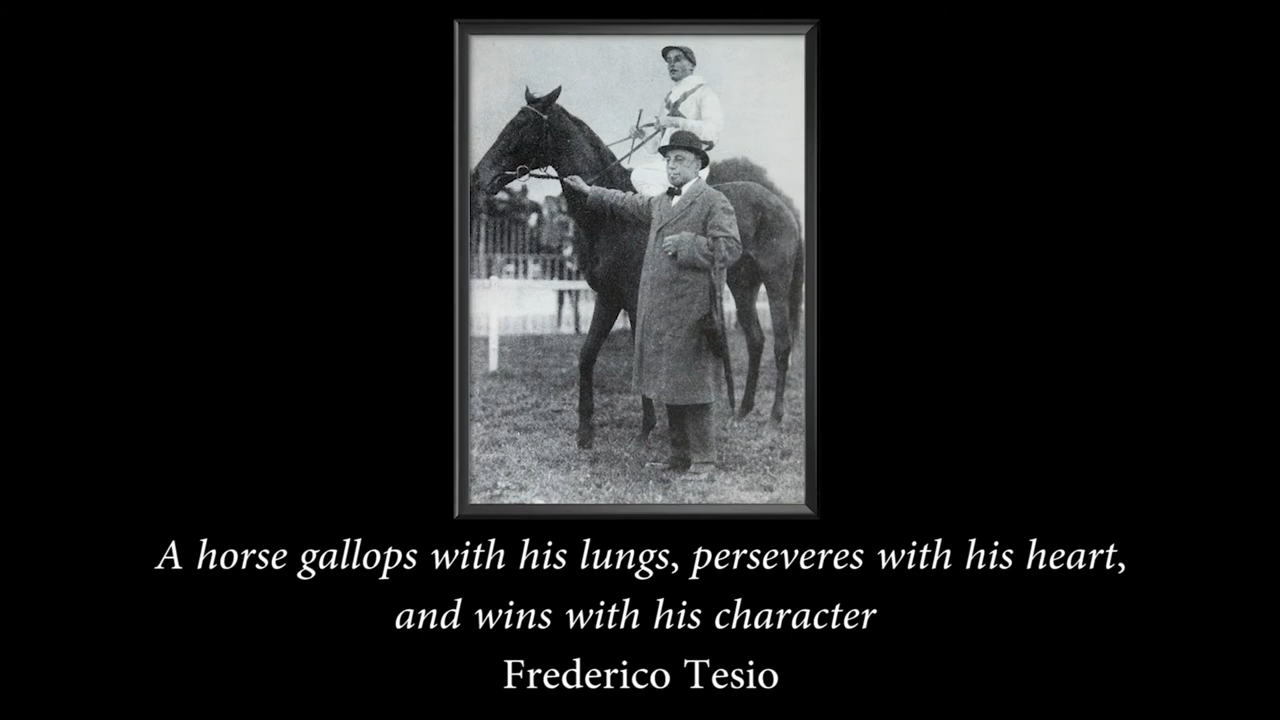 A horse gallops with his lungs, perseveres with his heart,
and wins with his character
Frederico Tesio